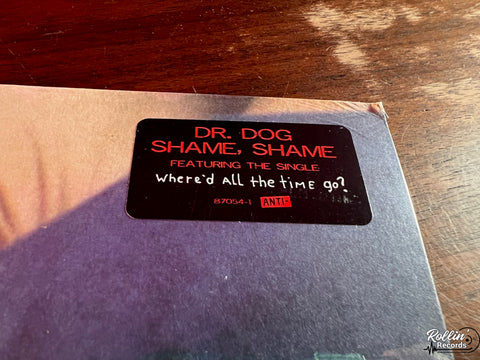 DR. DOG
SHAME, SHAME
FEATURING THE SINGLE
Where'd All the tIME go?
87054-1 ANTI-
Rollin'
Records